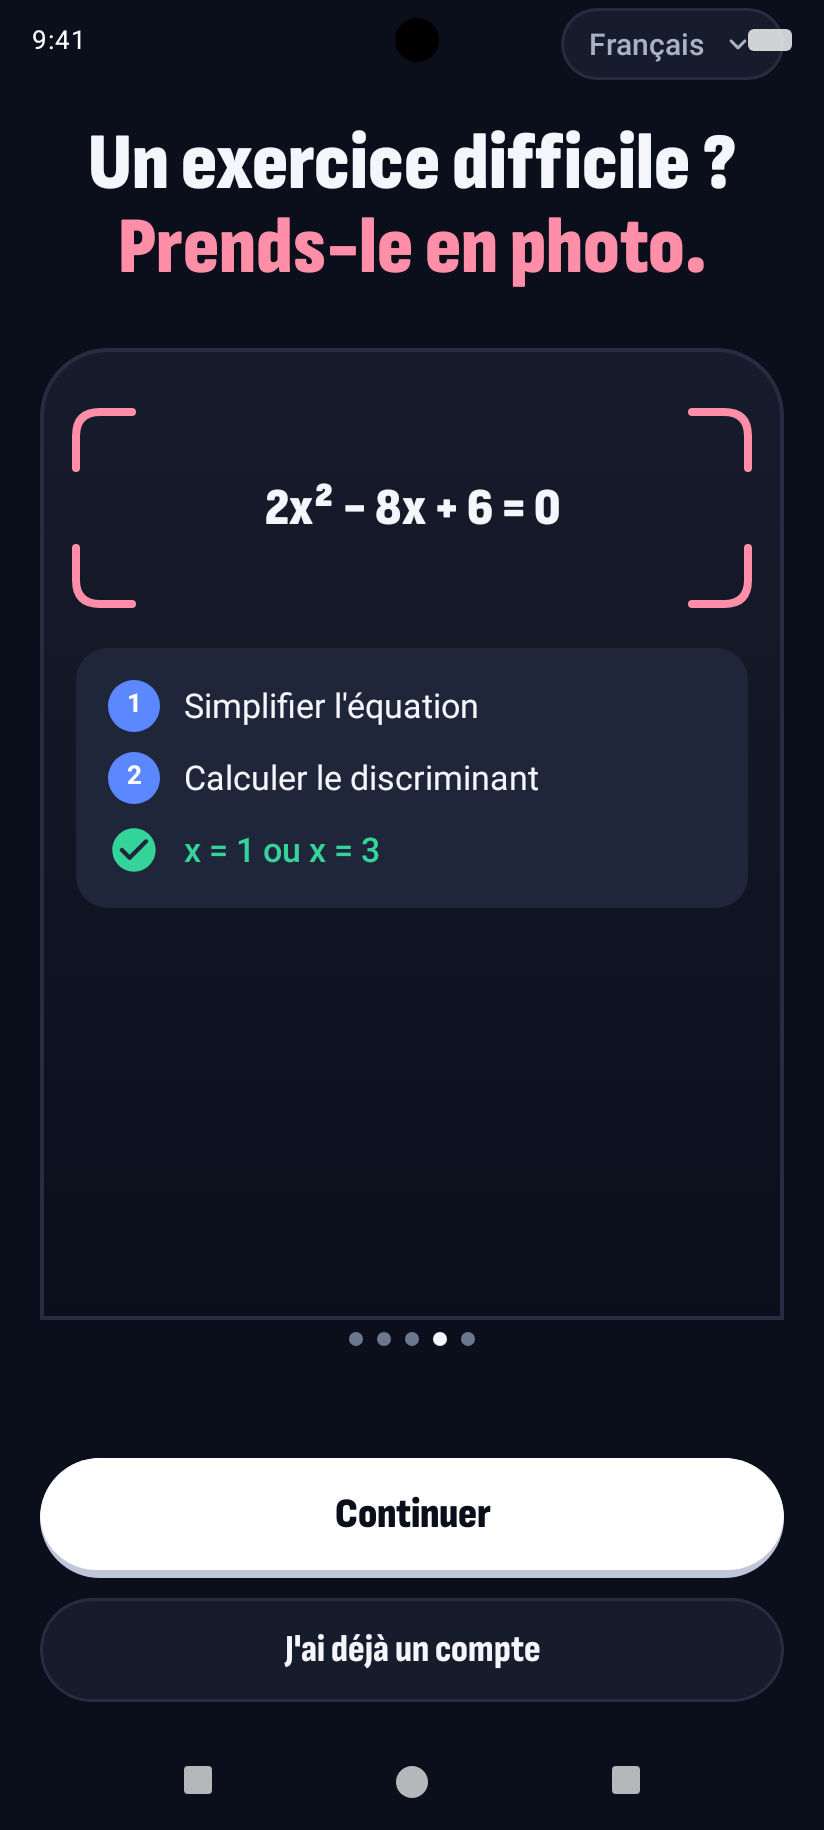 9:41
Français
Un exercice difficile ?
Prends-le en photo.
2x² - 8x + 6 = 0
1 Simplifier l'équation
2 Calculer le discriminant
x = 1 ou x = 3
Continuer
J'ai déjà un compte